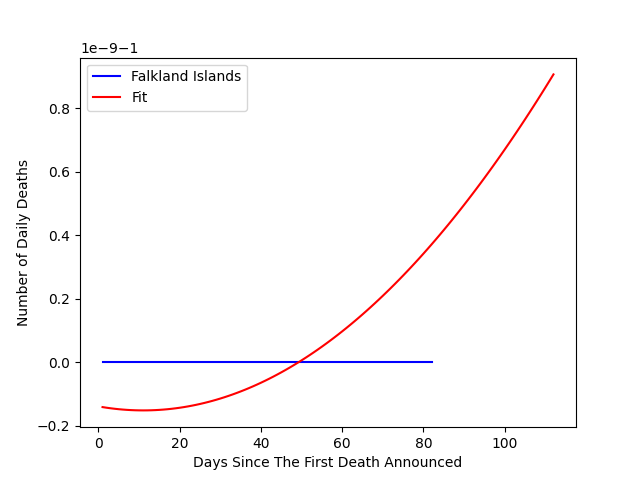 1e−9−1
Falkland Islands
Fit
Number of Daily Deaths
0.8
0.6
0.4
0.2
0.0
−0.2
0 20 40 60 80 100
Days Since The First Death Announced